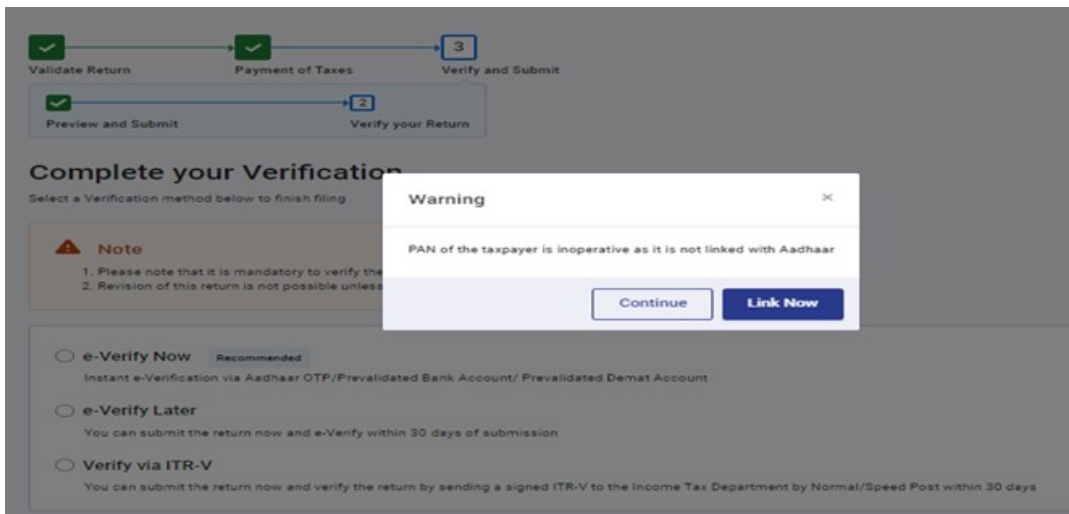 3
Validate Return Payment of Taxes Verify and Submit
2
Preview and Submit Verify your Return
Complete your Verification
Select a Verification method below to finish filing
Warning
×
PAN of the taxpayer is inoperative as it is not linked with Aadhaar
Continue Link Now
Note
1. Please note that it is mandatory to verify the
2. Revision of this return is not possible unless
e-Verify Now Recommended
Instant e-Verification via Aadhaar OTP/Prevalidated Bank Account/ Prevalidated Demat Account
e-Verify Later
You can submit the return now and e-Verify within 30 days of submission
Verify via ITR-V
You can submit the return now and verify the return by sending a signed ITR-V to the Income Tax Department by Normal/Speed Post within 30 days